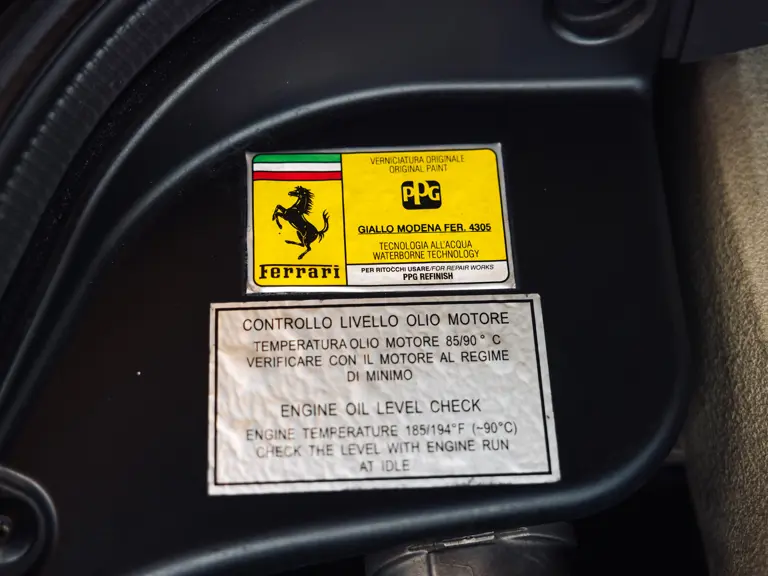 VERNICIATURA ORIGINALE
ORIGINAL PAINT
PPG
GIALLO MODENA FER. 4305
TECNOLOGIA ALL'ACQUA
WATERBORNE TECHNOLOGY
Ferrari
PER RITOCCHI USARE/FOR REPAIR WORKS
PPG REFINISH
CONTROLLO LIVELLO OLIO MOTORE
TEMPERATURA OLIO MOTORE 85/90° C
VERIFICARE CON IL MOTORE AL REGIME
DI MINIMO
ENGINE OIL LEVEL CHECK
ENGINE TEMPERATURE 185/194°F (~90°C)
CHECK THE LEVEL WITH ENGINE RUN
AT IDLE